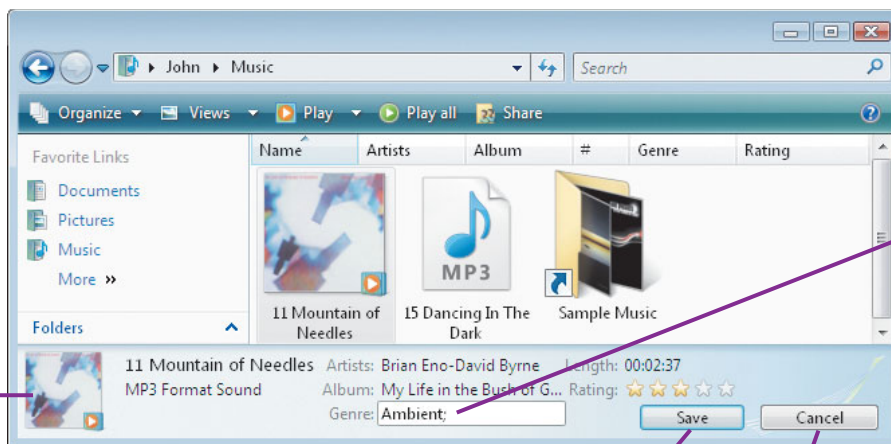 John Music
Search
Organize Views Play Play all Share
Favorite Links
Documents
Pictures
Music
More »
Folders
Name Artists Album # Genre Rating
MP3
11 Mountain of
Needles
15 Dancing In The
Dark
Sample Music
11 Mountain of Needles Artists: Brian Eno-David Byrne Length: 00:02:37
MP3 Format Sound Album: My Life in the Bush of G... Rating:
Genre: Ambient;
Save Cancel